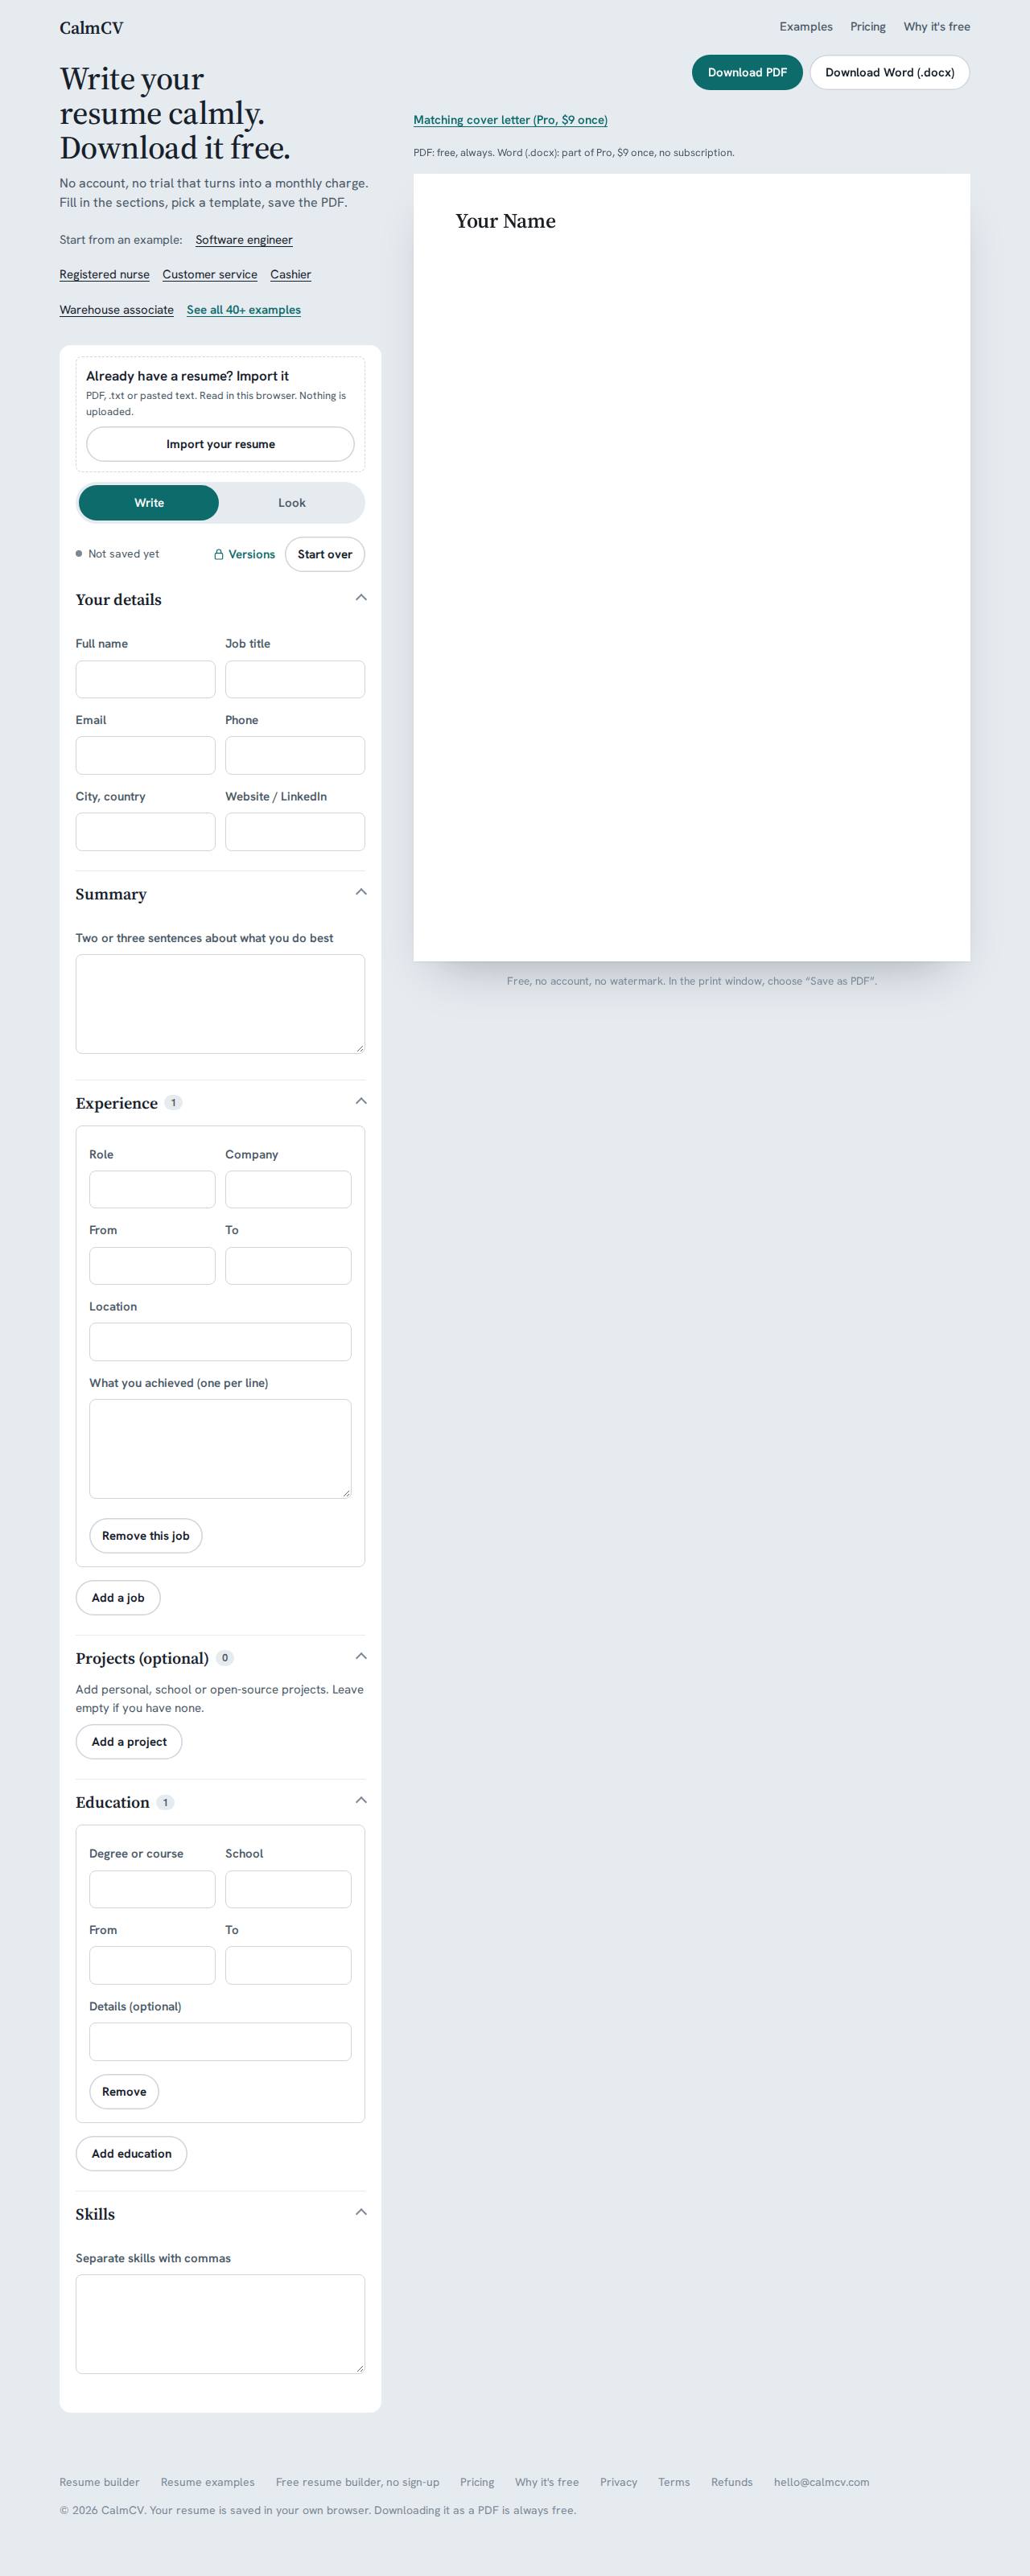 CalmCV
Examples
Pricing
Why it's free
Write your
resume calmly.
Download it free.
No account, no trial that turns into a monthly charge.
Fill in the sections, pick a template, save the PDF.
Start from an example: Software engineer
Registered nurse Customer service Cashier
Warehouse associate See all 40+ examples
Already have a resume? Import it
PDF, .txt or pasted text. Read in this browser. Nothing is
uploaded.
Import your resume
Write Look
Not saved yet Versions Start over
Your details
Full name Job title
Email Phone
City, country Website / LinkedIn
Summary
Two or three sentences about what you do best
Experience 1
Role Company
From To
Location
What you achieved (one per line)
Remove this job
Add a job
Projects (optional) 0
Add personal, school or open-source projects. Leave
empty if you have none.
Add a project
Education 1
Degree or course School
From To
Details (optional)
Remove
Add education
Skills
Separate skills with commas
Download PDF Download Word (.docx)
Matching cover letter (Pro, $9 once)
PDF: free, always. Word (.docx): part of Pro, $9 once, no subscription.
Your Name
Free, no account, no watermark. In the print window, choose “Save as PDF”.
Resume builder Resume examples Free resume builder, no sign-up Pricing Why it's free Privacy Terms Refunds hello@calmcv.com
© 2026 CalmCV. Your resume is saved in your own browser. Downloading it as a PDF is always free.